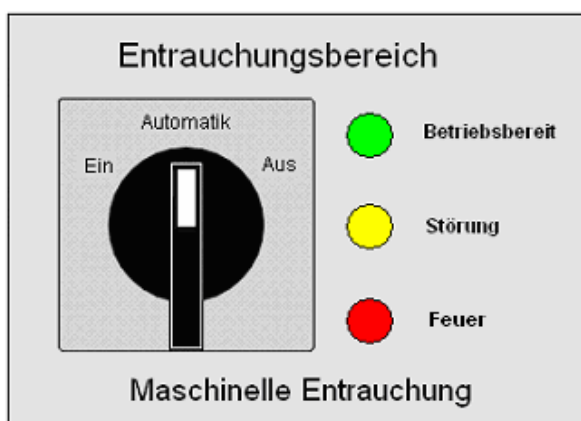 Entrauchungsbereich
Automatik
Ein
Aus
Betriebsbereit
Störung
Feuer
Maschinelle Entrauchung